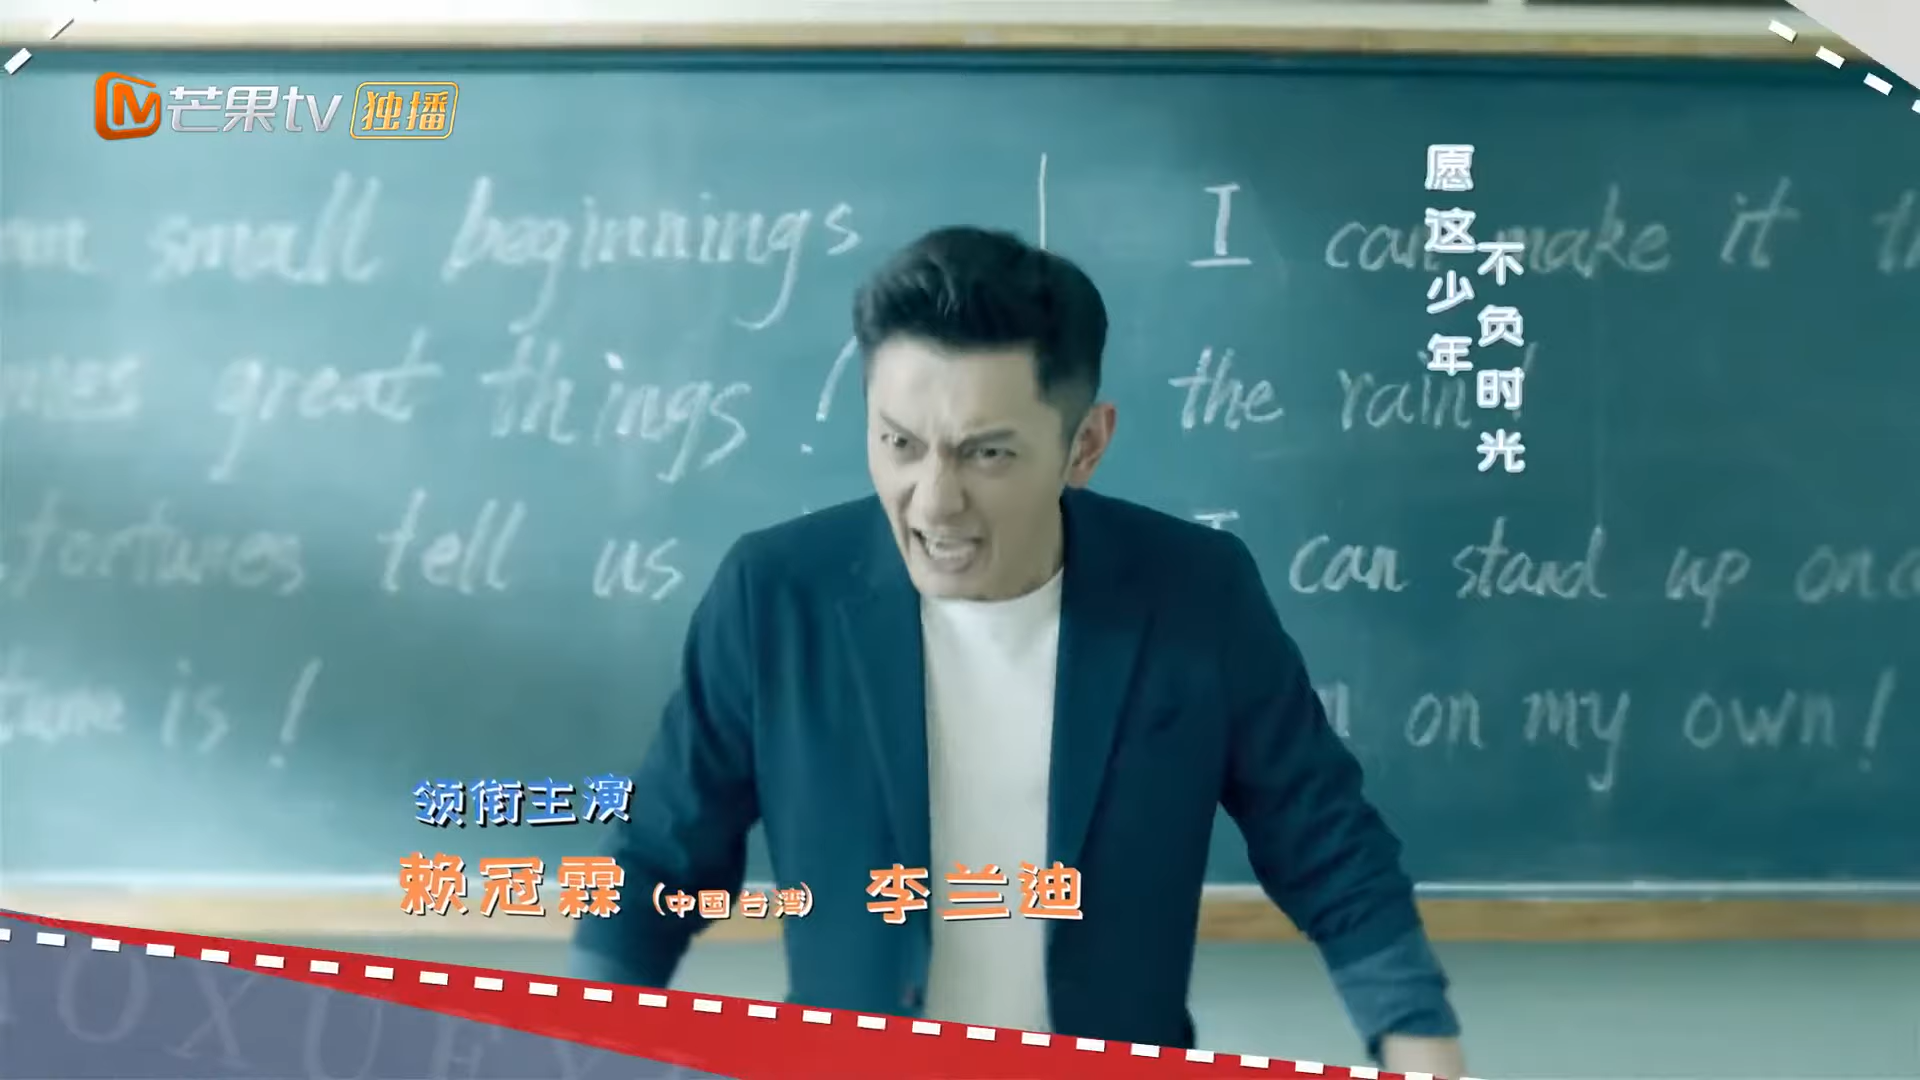 芒果tv 独播
愿这少年
不负时光
small beginnings
great things!
tell us
is!
I can make it
the rain!
can stand up
on my own!
领衔主演
赖冠霖(中国台湾) 李兰迪
OXUE